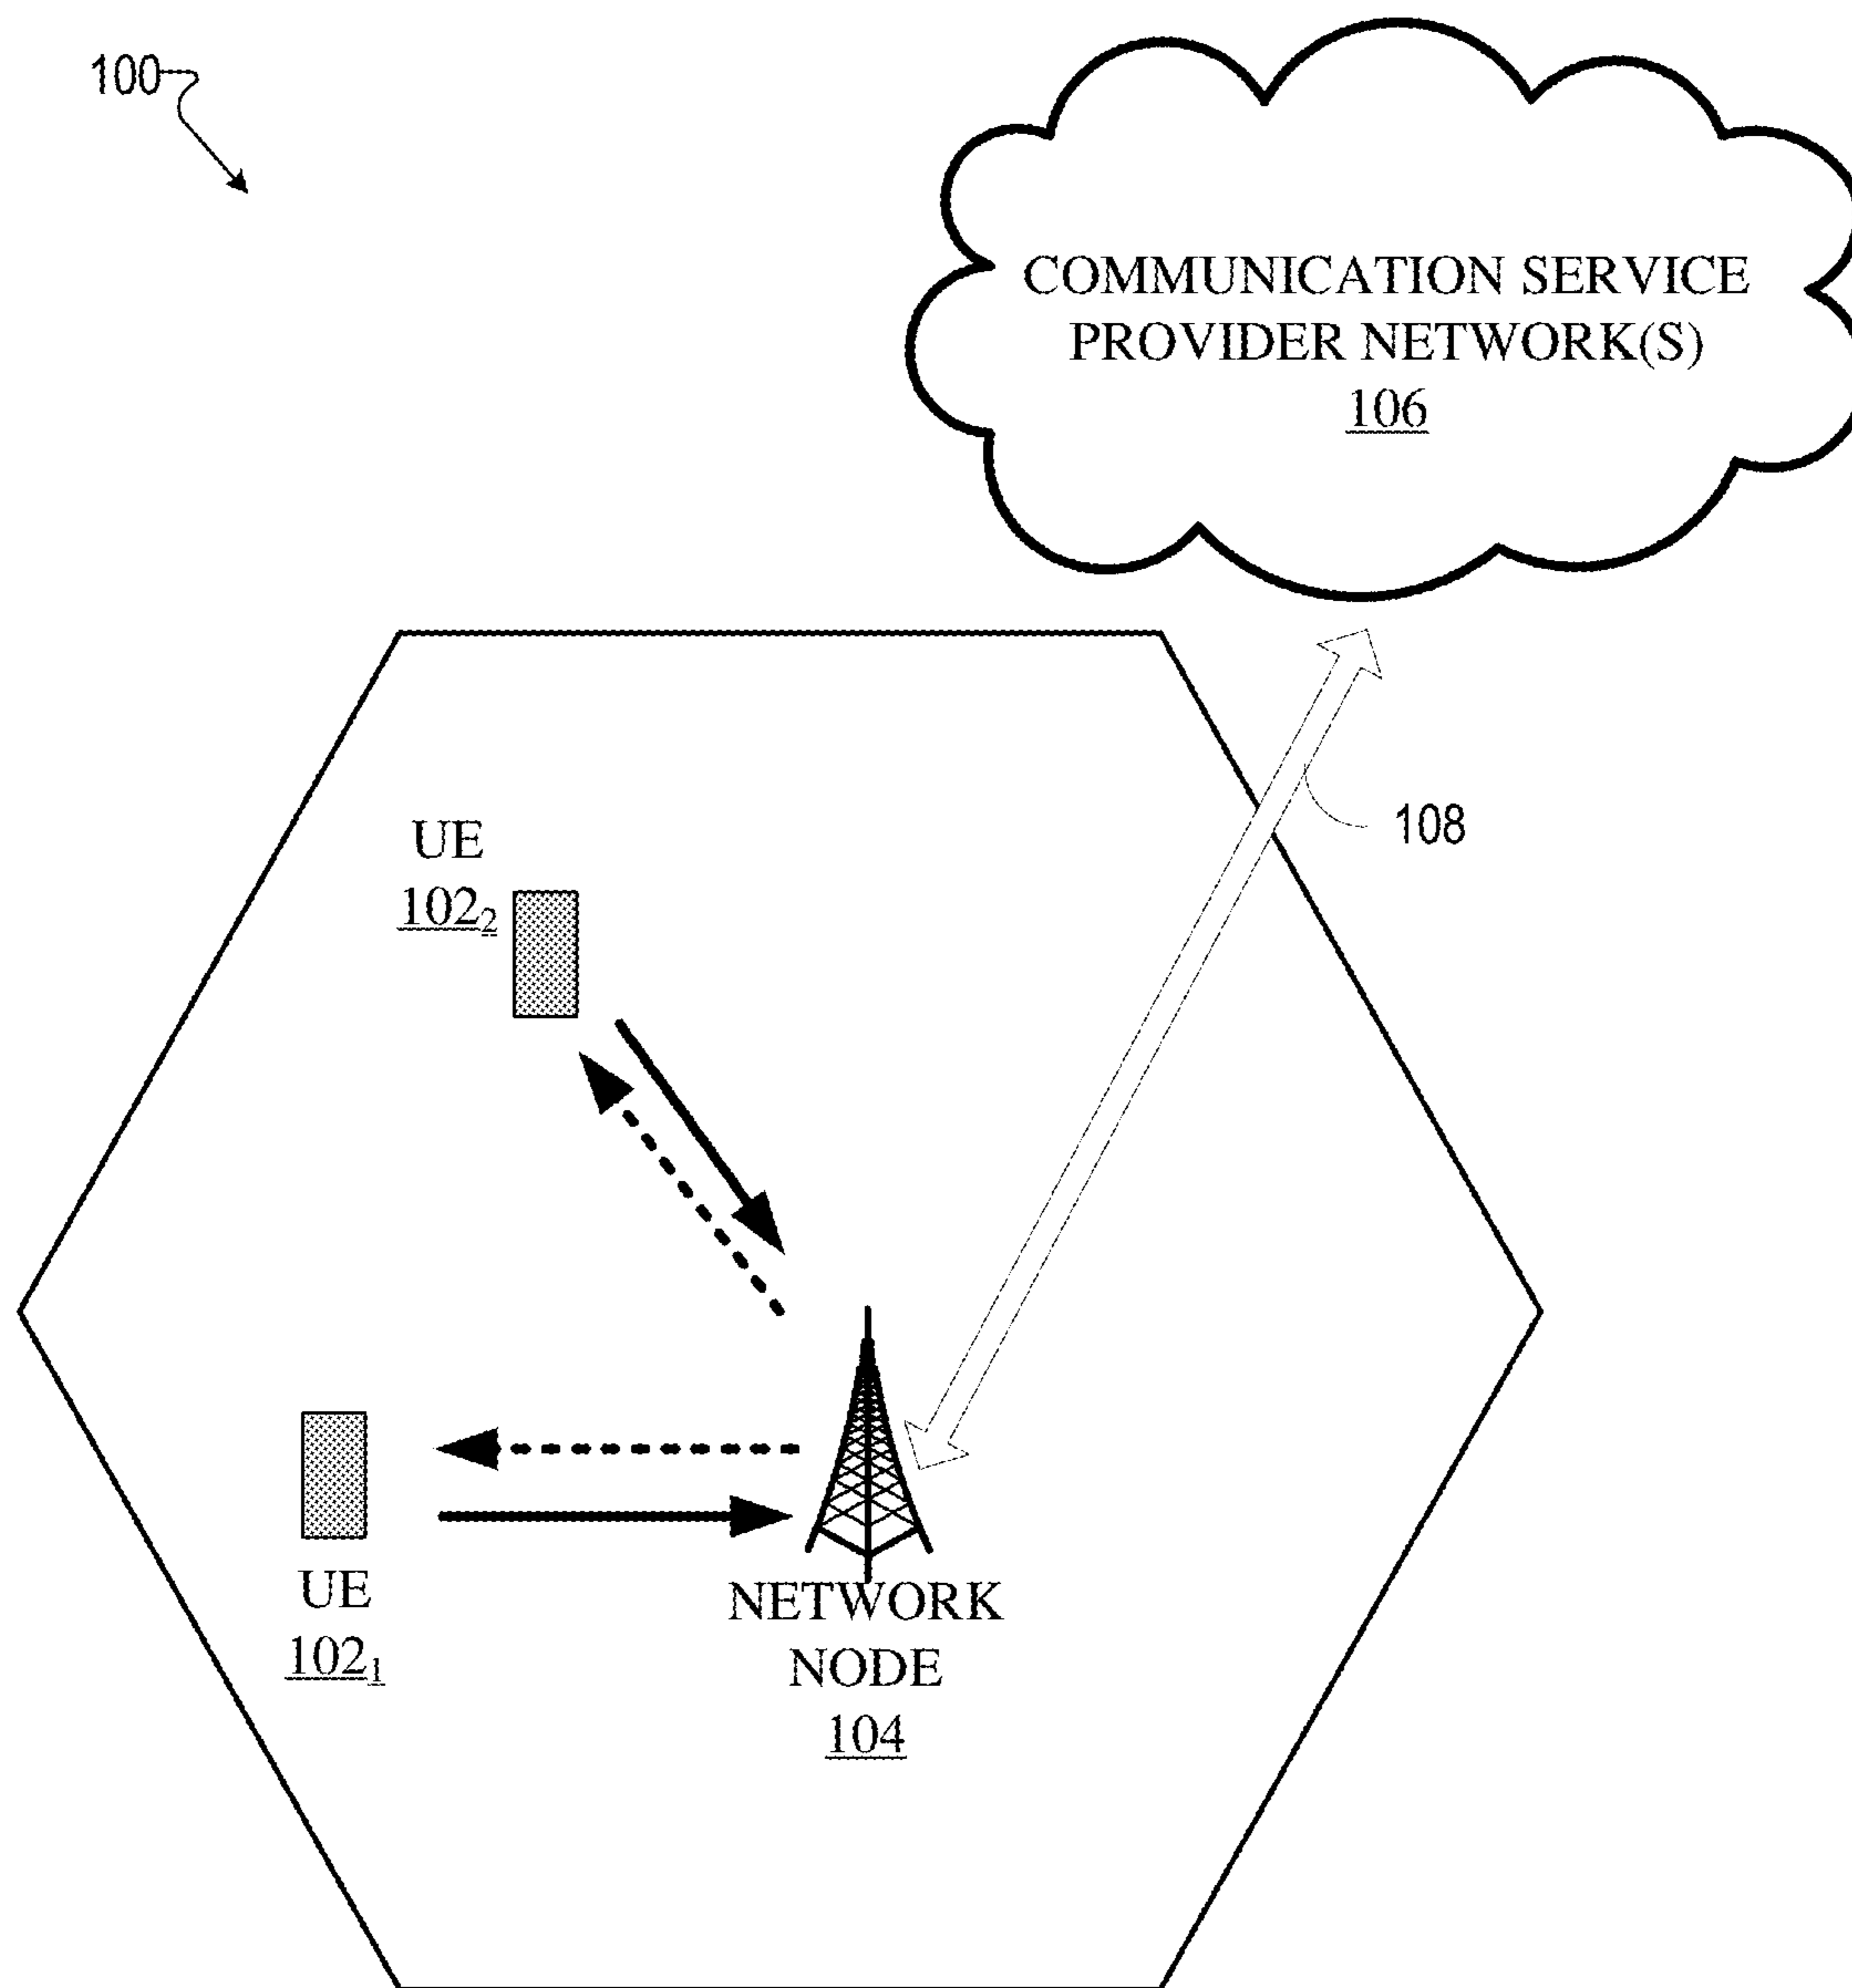 100
COMMUNICATION SERVICE
PROVIDER NETWORK(S)
106
108
UE
102₂
UE
102₁
NETWORK
NODE
104